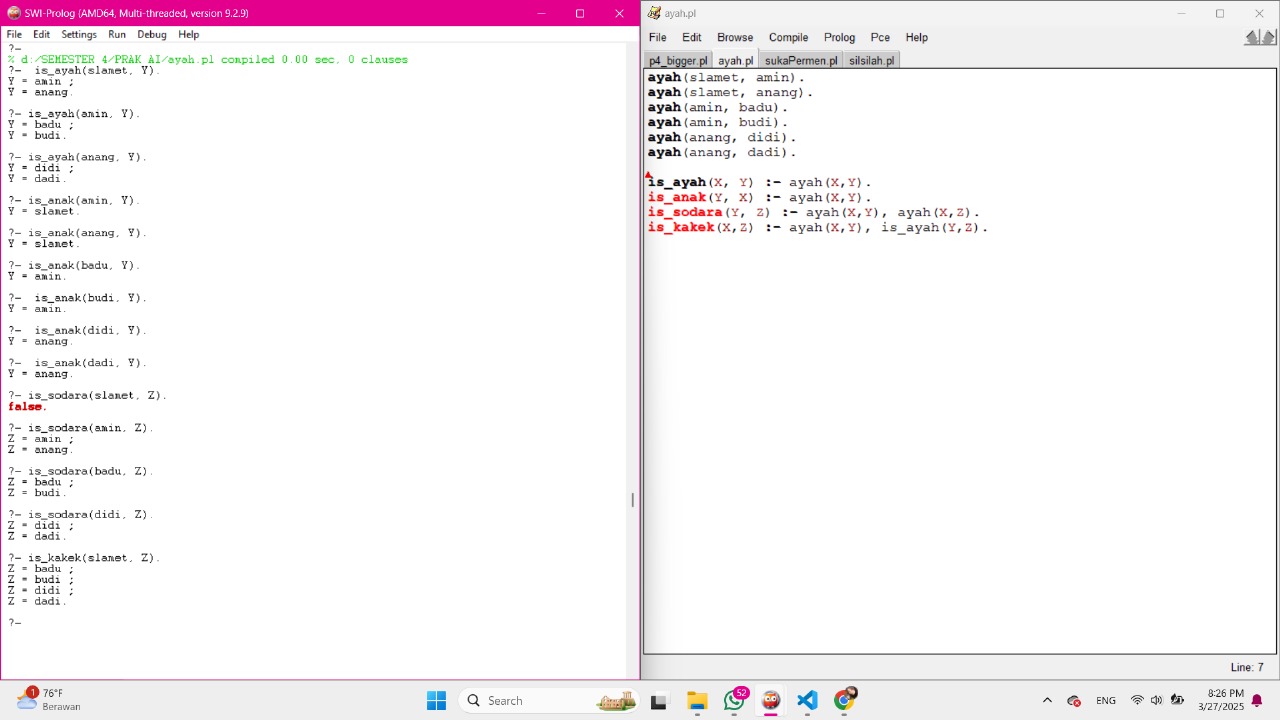 SWI-Prolog (AMD64, Multi-threaded, version 9.2.9)
File Edit Settings Run Debug Help
?-
% d:/SEMESTER 4/PRAK AI/ayah.pl compiled 0.00 sec, 0 clauses
?-  is_ayah(slamet, Y).
Y = amin ;
Y = anang.
?- is_ayah(amin, Y).
Y = badu ;
Y = budi.
?- is_ayah(anang, Y).
Y = didi ;
Y = dadi.
?- is_anak(amin, Y).
Y = slamet.
?- is_anak(anang, Y).
Y = slamet.
?- is_anak(badu, Y).
Y = amin.
?-  is_anak(budi, Y).
Y = amin.
?-  is_anak(didi, Y).
Y = anang.
?-  is_anak(dadi, Y).
Y = anang.
?- is_sodara(slamet, Z).
false.
?- is_sodara(amin, Z).
Z = amin ;
Z = anang.
?- is_sodara(badu, Z).
Z = badu ;
Z = budi.
?- is_sodara(didi, Z).
Z = didi ;
Z = dadi.
?- is_kakek(slamet, Z).
Z = badu ;
Z = budi ;
Z = didi ;
Z = dadi.
?-
ayah.pl
File Edit Browse Compile Prolog Pce Help
p4_bigger.pl ayah.pl sukaPermen.pl silsilah.pl
ayah(slamet, amin).
ayah(slamet, anang).
ayah(amin, badu).
ayah(amin, budi).
ayah(anang, didi).
ayah(anang, dadi).
is_ayah(X, Y) :- ayah(X,Y).
is_anak(Y, X) :- ayah(X,Y).
is_sodara(Y, Z) :- ayah(X,Y), ayah(X,Z).
is_kakek(X,Z) :- ayah(X,Y), is_ayah(Y,Z).
Line: 7
1
76°F
Berawan
Search
52
ENG
8:26 PM
3/27/2025